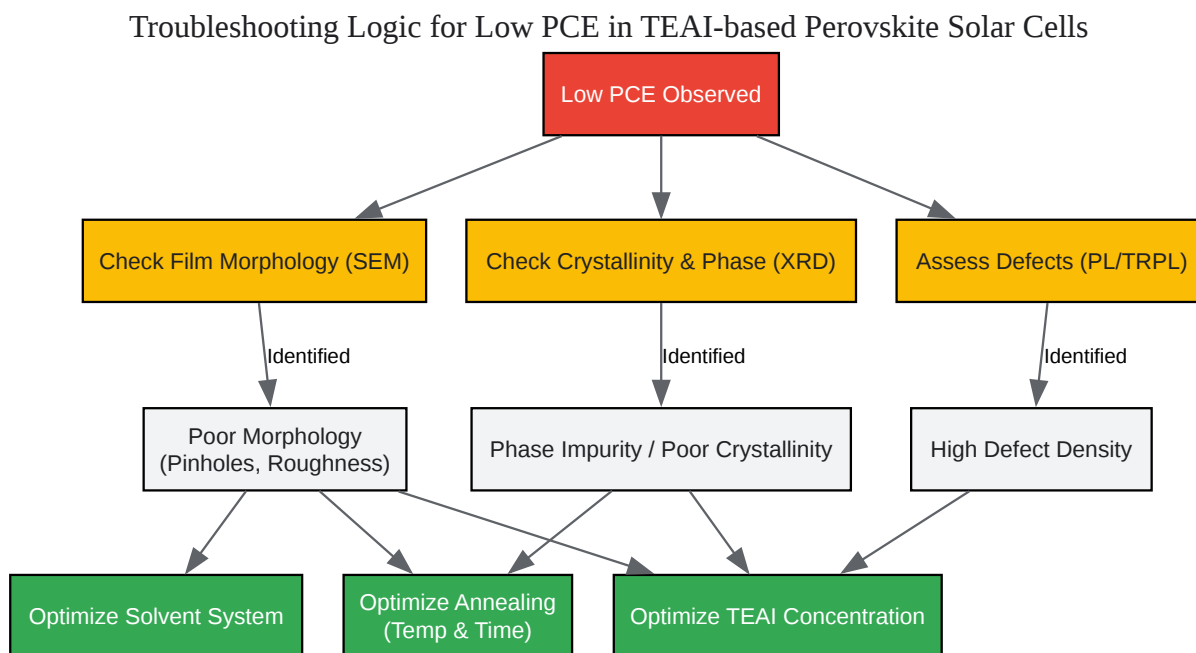 Troubleshooting Logic for Low PCE in TEAI-based Perovskite Solar Cells
Low PCE Observed
Check Film Morphology (SEM)
Check Crystallinity & Phase (XRD)
Assess Defects (PL/TRPL)
Identified
Identified
Identified
Poor Morphology
(Pinholes, Roughness)
Phase Impurity / Poor Crystallinity
High Defect Density
Optimize Solvent System
Optimize Annealing
(Temp & Time)
Optimize TEAI Concentration